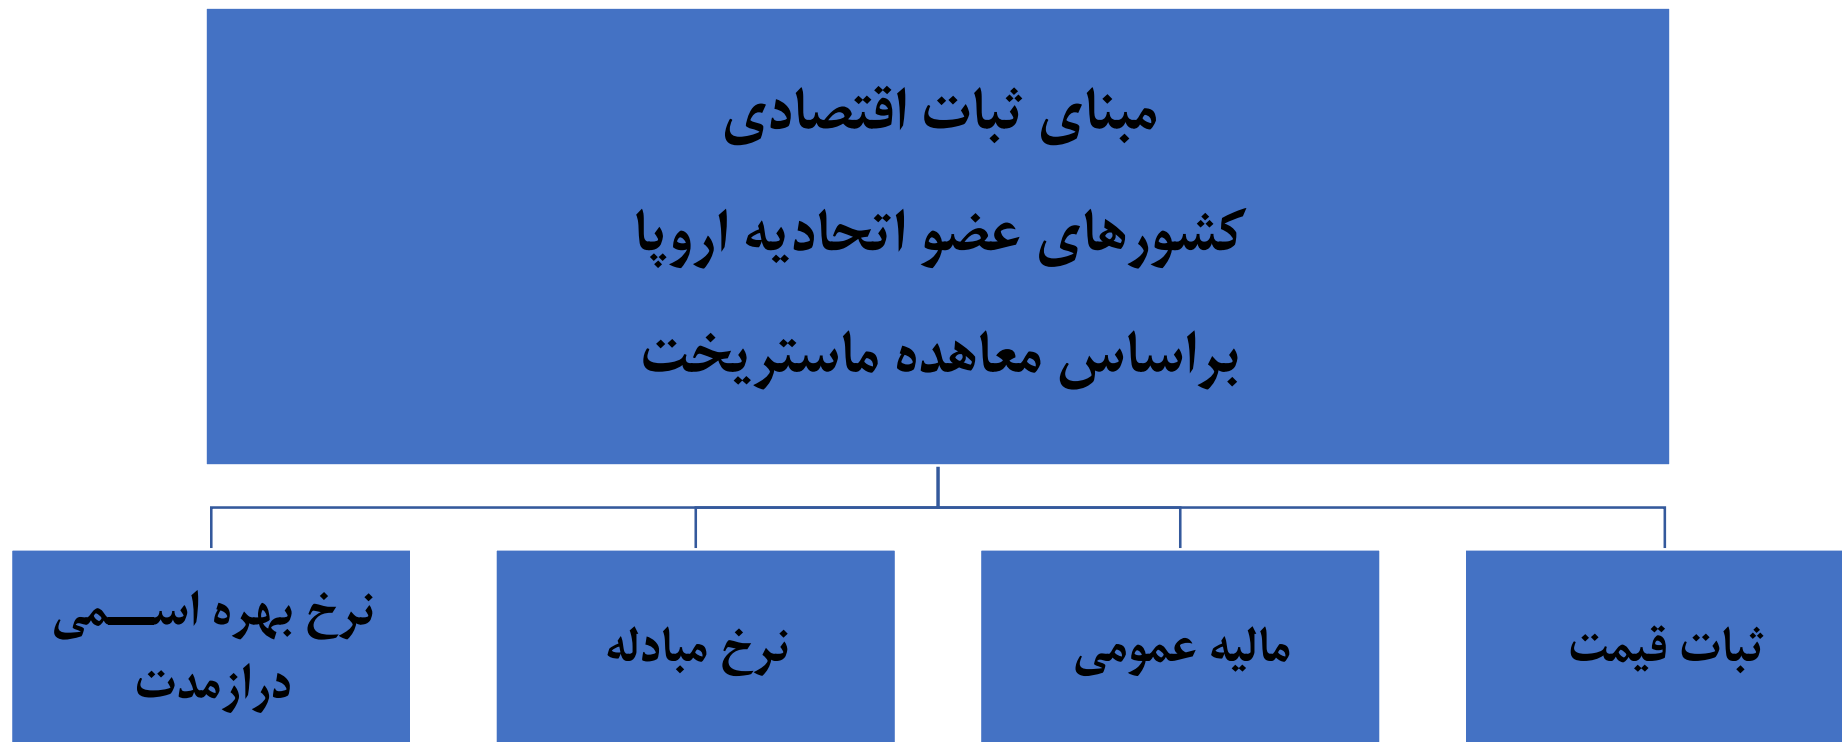 مبنای ثبات اقتصادی
کشورهای عضو اتحادیه اروپا
براساس معاهده ماستریخت
ثبات قیمت
مالیه عمومی
نرخ مبادله
نرخ بهره اســـمی
درازمدت